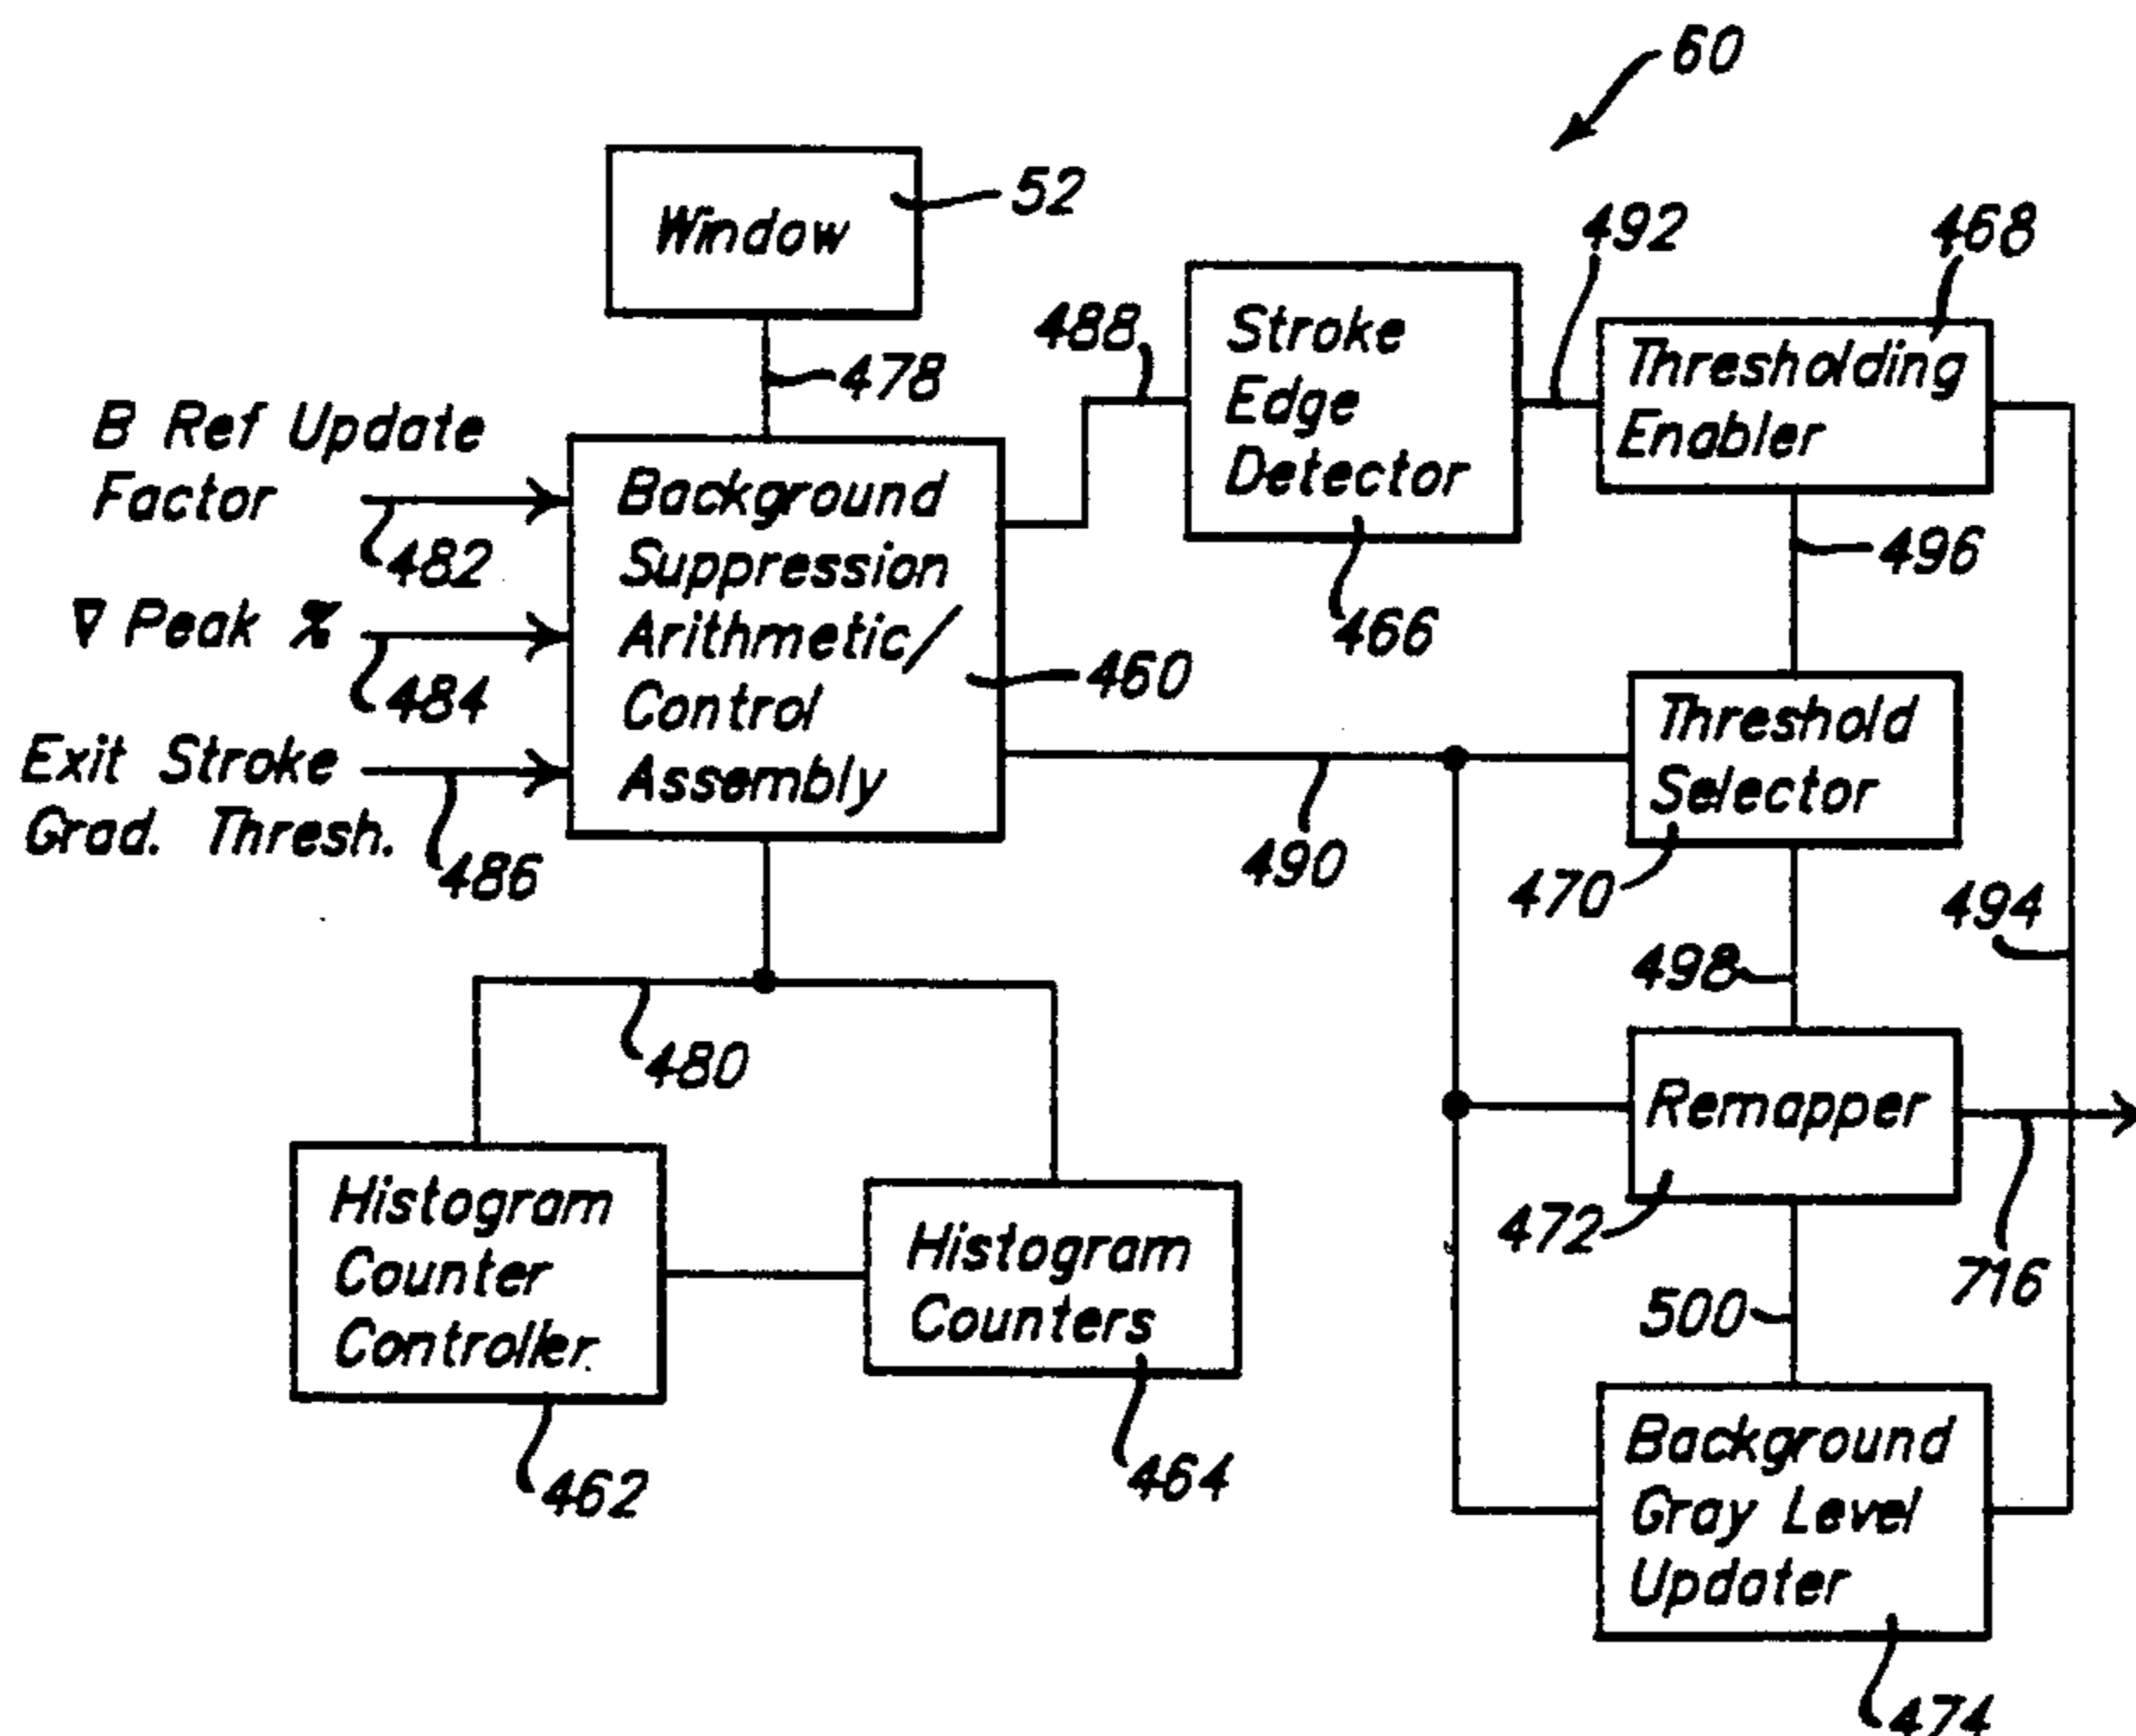 60
Window
52
478
B Ref Update
Factor
482
∇ Peak %
484
Exit Stroke
Grad. Thresh.
486
Background
Suppression
Arithmetic/
Control
Assembly
460
488
Stroke
Edge
Detector
466
492
468
Thresholding
Enabler
496
Threshold
Selector
470
490
494
498
480
Remapper
472
716
500
Histogram
Counter
Controller
462
Histogram
Counters
464
Background
Gray Level
Updater
474